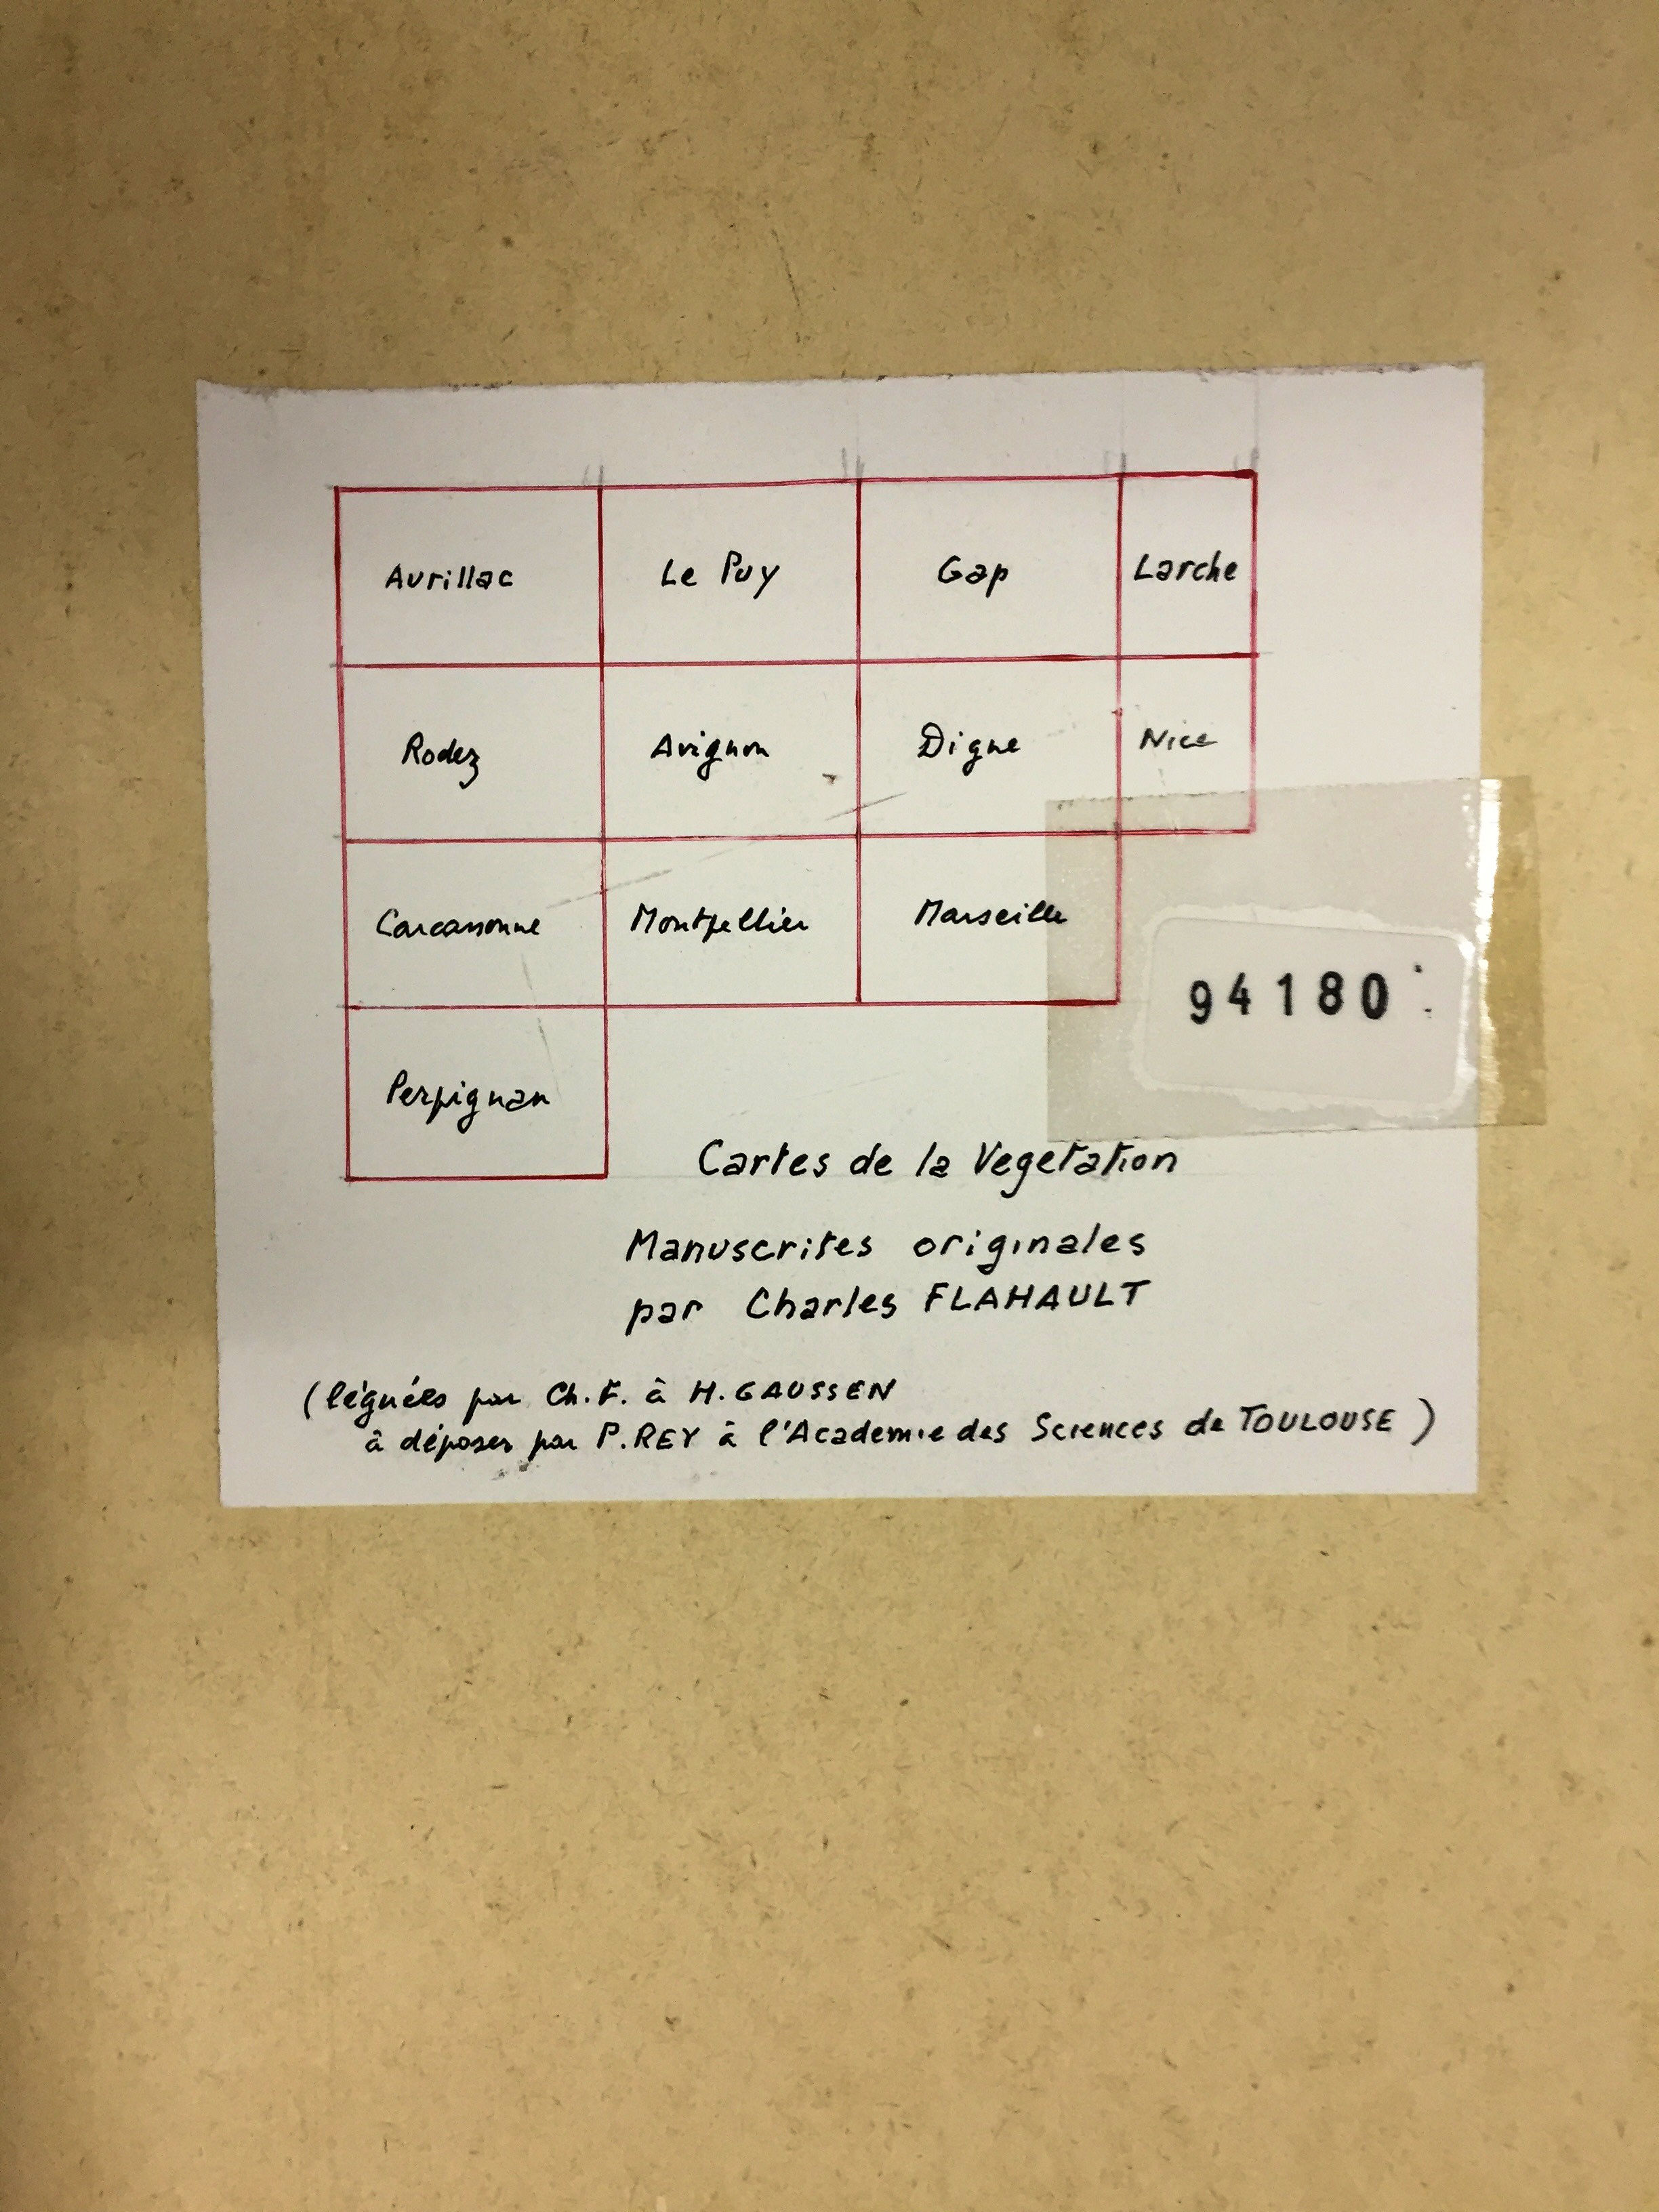 Aurillac Le Puy Gap Larche
Rodez Avignon Digne Nice
Carcassonne Montpellier Marseille
94180
Perpignan
Cartes de la Vegetation
Manuscrites originales
par Charles FLAHAULT
(léguées par Ch. F. à H. GAUSSEN
à déposer par P. REY à l'Academie des Sciences de TOULOUSE)